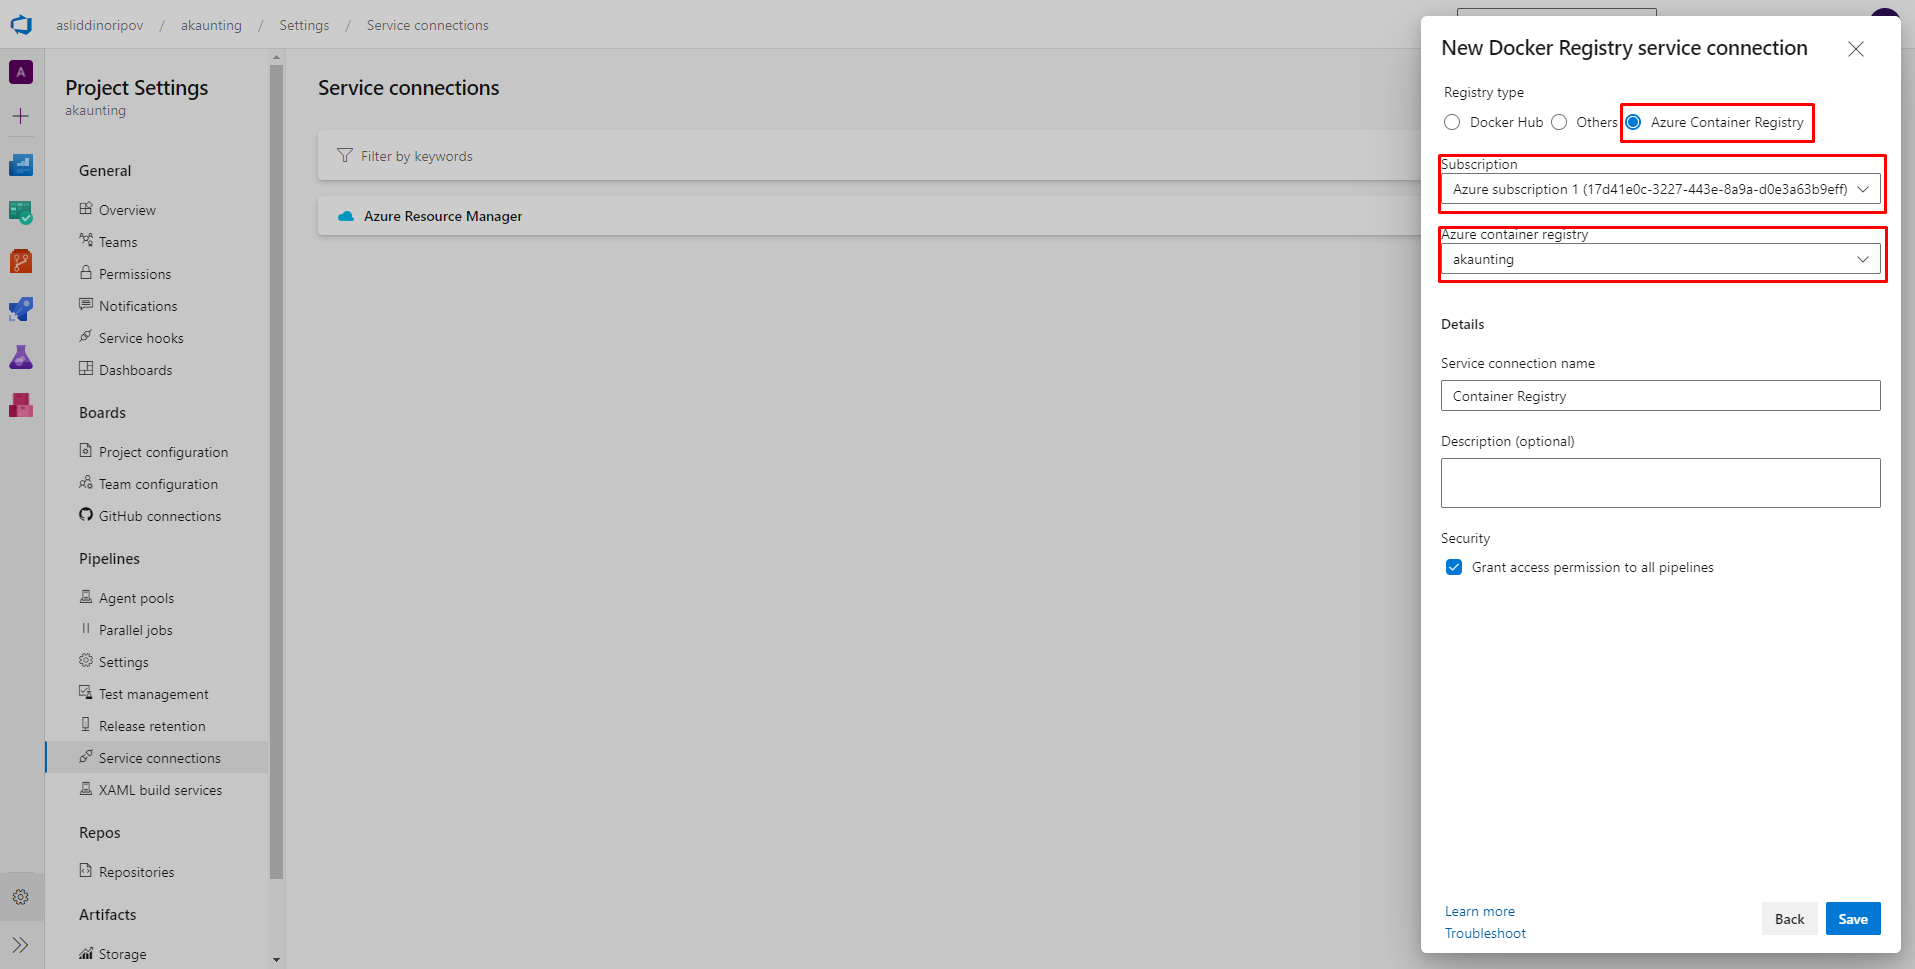 asliddinoripov / akaunting / Settings / Service connections
A
Project Settings
akaunting
General
Overview
Teams
Permissions
Notifications
Service hooks
Dashboards
Boards
Project configuration
Team configuration
GitHub connections
Pipelines
Agent pools
Parallel jobs
Settings
Test management
Release retention
Service connections
XAML build services
Repos
Repositories
Artifacts
Storage
Service connections
Filter by keywords
Azure Resource Manager
New Docker Registry service connection
Registry type
Docker Hub Others Azure Container Registry
Subscription
Azure subscription 1 (17d41e0c-3227-443e-8a9a-d0e3a63b9eff)
Azure container registry
akaunting
Details
Service connection name
Container Registry
Description (optional)
Security
Grant access permission to all pipelines
Learn more
Troubleshoot
Back Save